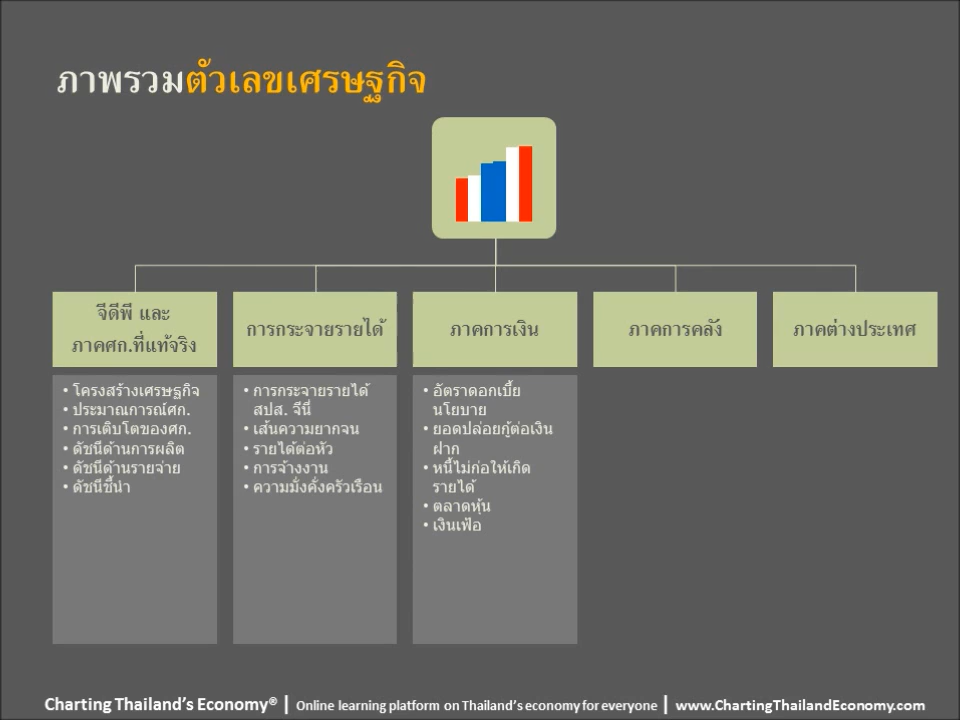 ภาพรวมตัวเลขเศรษฐกิจ
จีดีพี และ
ภาคศก.ที่แท้จริง
• โครงสร้างเศรษฐกิจ
• ประมาณการณ์ศก.
• การเติบโตของศก.
• ดัชนีด้านการผลิต
• ดัชนีด้านรายจ่าย
• ดัชนีชี้นำ
การกระจายรายได้
• การกระจายรายได้
สปส. จีนี่
• เส้นความยากจน
• รายได้ต่อหัว
• การจ้างงาน
• ความมั่งคั่งครัวเรือน
ภาคการเงิน
• อัตราดอกเบี้ย
นโยบาย
• ยอดปล่อยกู้ต่อเงิน
ฝาก
• หนี้ไม่ก่อให้เกิด
รายได้
• ตลาดหุ้น
• เงินเฟ้อ
ภาคการคลัง
ภาคต่างประเทศ
Charting Thailand's Economy® | Online learning platform on Thailand's economy for everyone | www.ChartingThailandEconomy.com